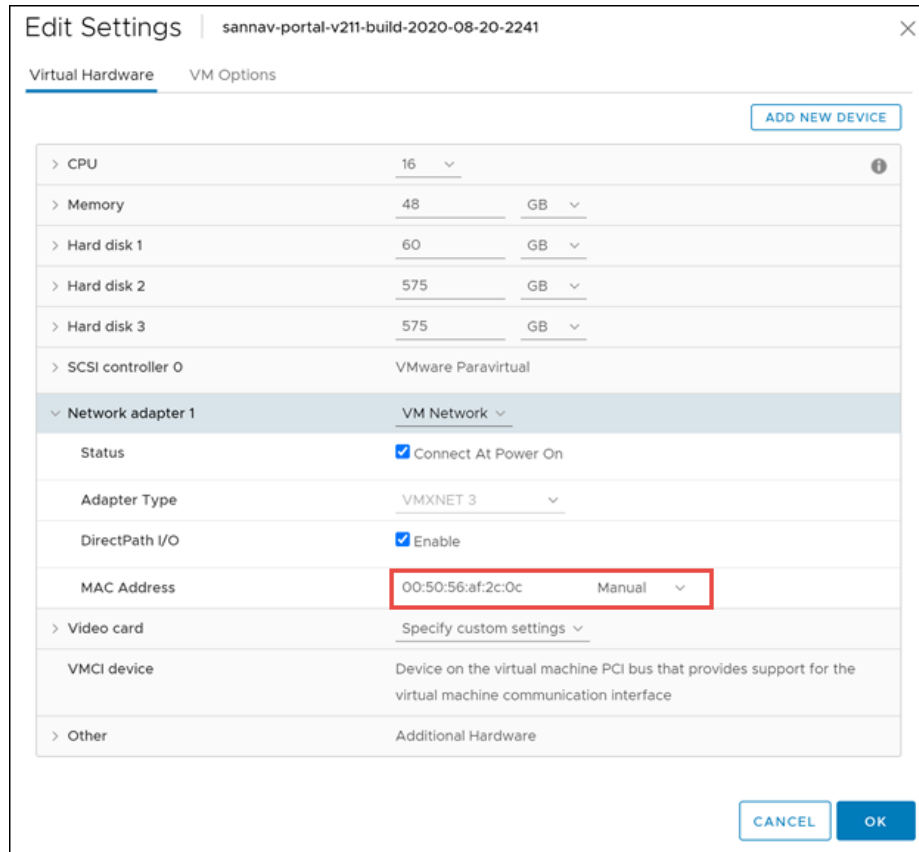 Edit Settings sannav-portal-v211-build-2020-08-20-2241
Virtual Hardware VM Options
ADD NEW DEVICE
CPU 16
Memory 48 GB
Hard disk 1 60 GB
Hard disk 2 575 GB
Hard disk 3 575 GB
SCSI controller 0 VMware Paravirtual
Network adapter 1 VM Network
Status Connect At Power On
Adapter Type VMXNET 3
DirectPath I/O Enable
MAC Address 00:50:56:af:2c:0c Manual
Video card Specify custom settings
VMCI device Device on the virtual machine PCI bus that provides support for the
virtual machine communication interface
Other Additional Hardware
CANCEL OK